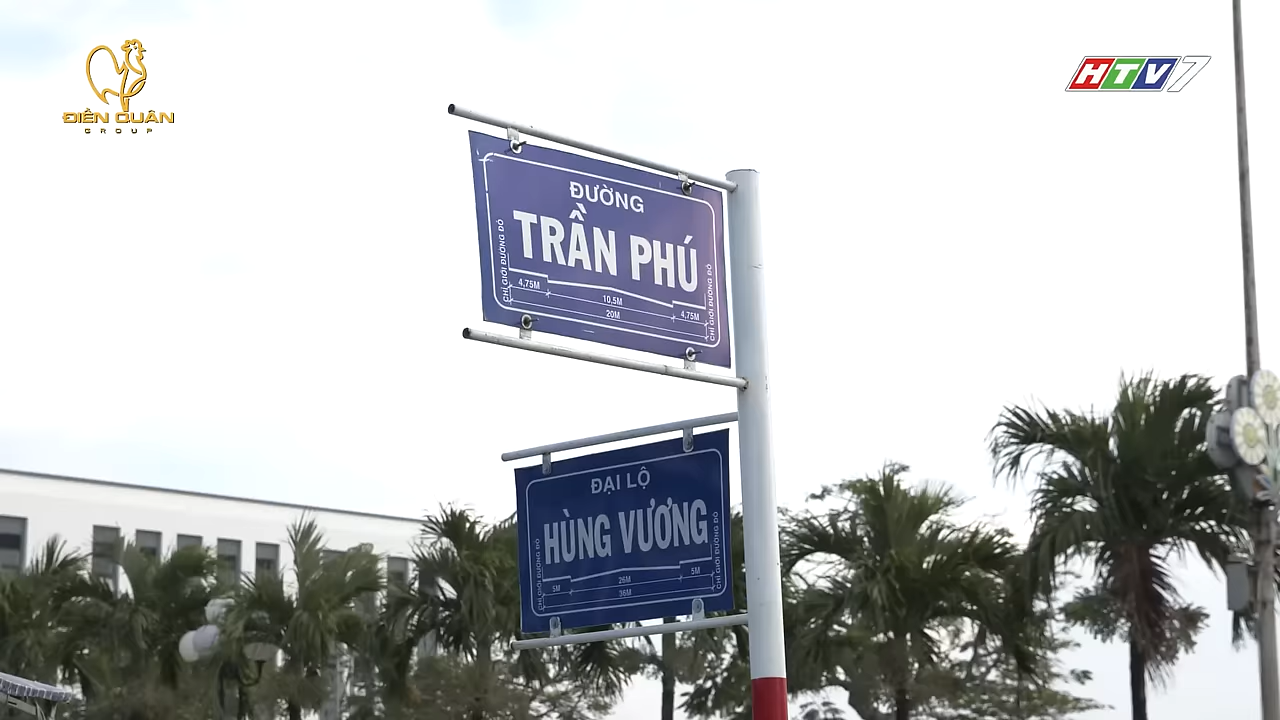 ĐIỀN QUÂN
GROUP
HTV7
ĐƯỜNG
TRẦN PHÚ
CHỈ GIỚI ĐƯỜNG ĐỎ
4,75M
10,5M
4,75M
20M
CHỈ GIỚI ĐƯỜNG ĐỎ
ĐẠI LỘ
HÙNG VƯƠNG
CHỈ GIỚI ĐƯỜNG ĐỎ
5M
26M
5M
36M
CHỈ GIỚI ĐƯỜNG ĐỎ